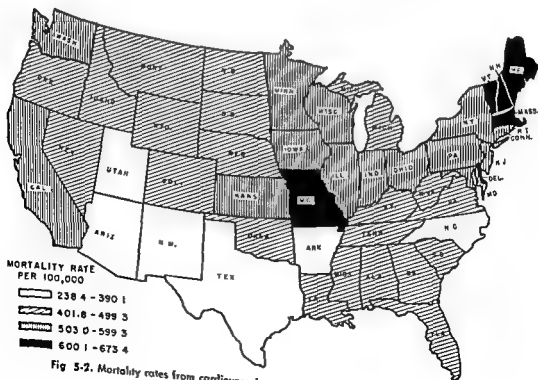 WASH
ORE
IDAHO
MONT
N.D.
S.D.
WYO
NEB
NEV
CAL
UTAH
COLO
KANS
ARIZ
N.M.
TEX
OKLA
MINN
IOWA
WISC
MICH
ILL
IND
OHIO
MO
ARK
LA
MISS
ALA
GA
FLA
TENN
KY
W.VA
VA
N C
S C
PA
N.Y.
VT
N H
ME
MASS.
R I
CONN.
N J
DEL
MD
MORTALITY RATE
PER 100,000
238 4 - 390 1
401.8 - 499 3
503.0 - 599 3
600.1 - 673 4
Fig 5-2. Mortality rates from